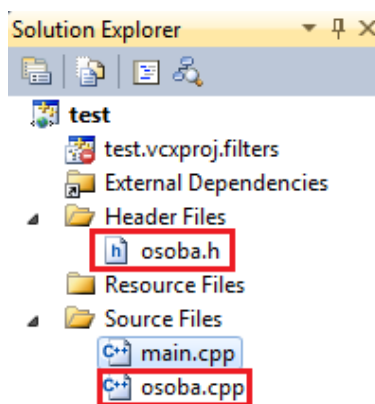 Solution Explorer
test
test.vcxproj.filters
External Dependencies
Header Files
h osoba.h
Resource Files
Source Files
C++ main.cpp
C++ osoba.cpp